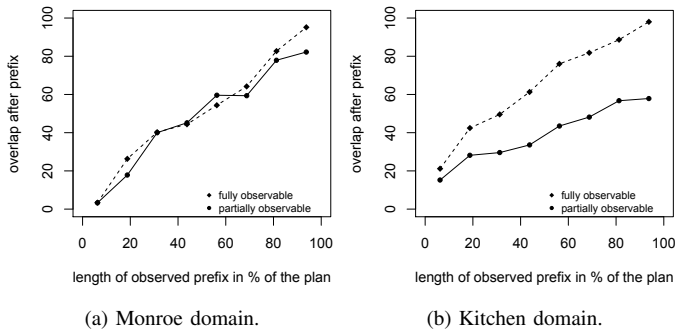 overlap after prefix
0 20 40 60 80 100
fully observable
partially observable
0 20 40 60 80 100
length of observed prefix in % of the plan
(a) Monroe domain.
overlap after prefix
0 20 40 60 80 100
fully observable
partially observable
0 20 40 60 80 100
length of observed prefix in % of the plan
(b) Kitchen domain.